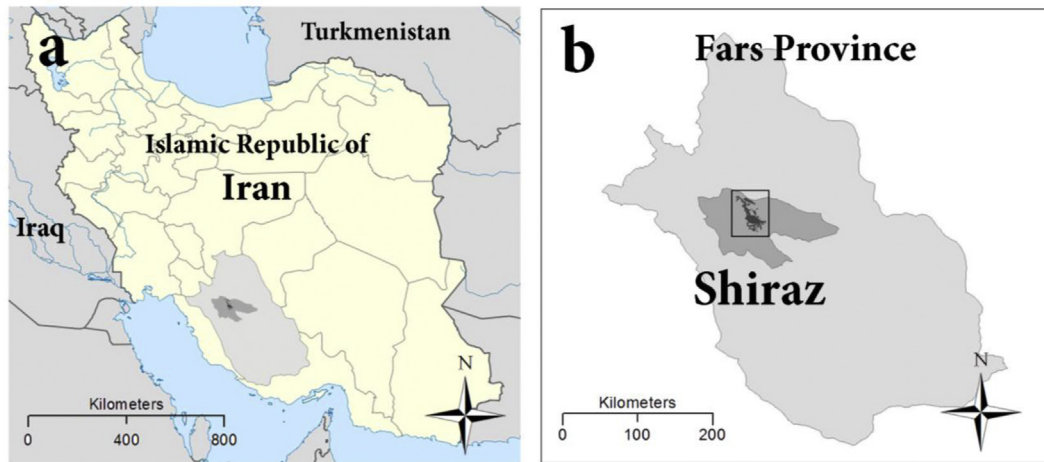 a
Turkmenistan
Islamic Republic of
Iran
Iraq
N
Kilometers
0 400 800
b
Fars Province
Shiraz
N
Kilometers
0 100 200